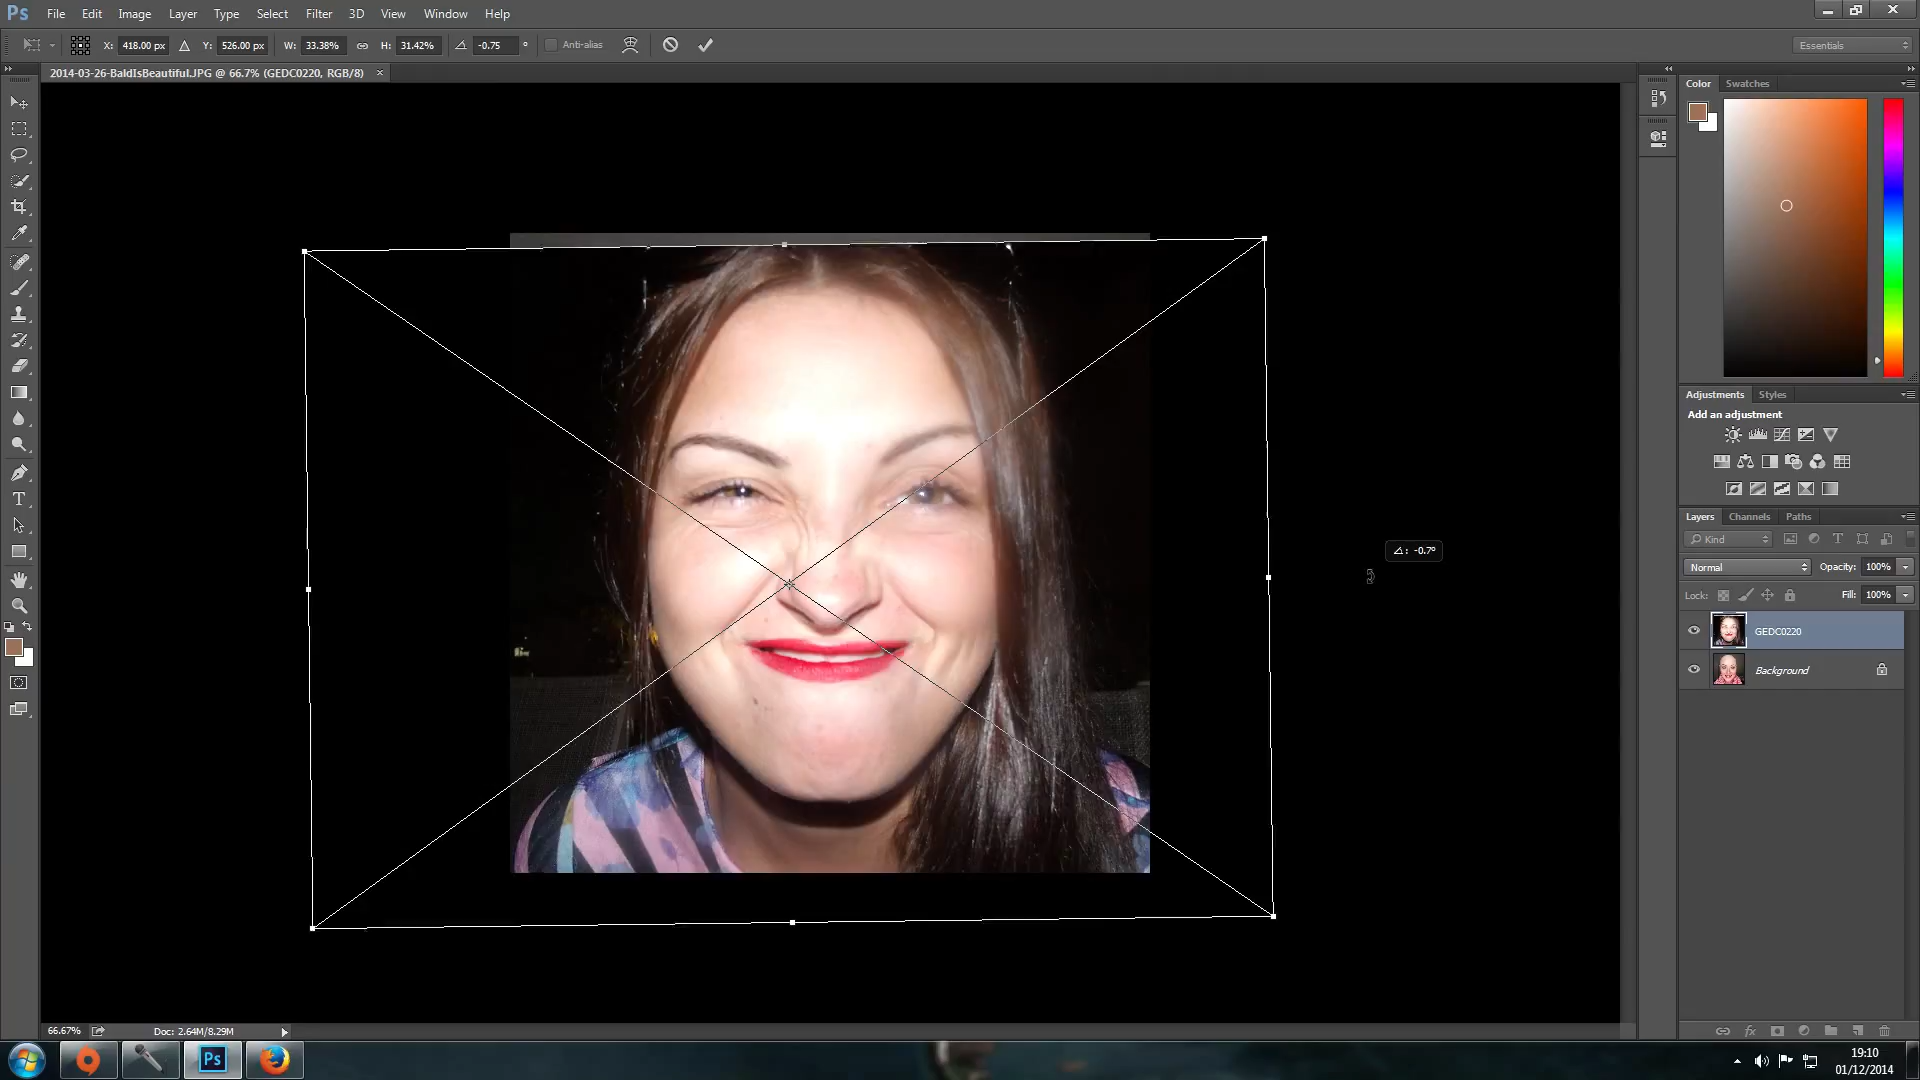 Ps File Edit Image Layer Type Select Filter 3D View Window Help
X: 418.00 px Y: 526.00 px W: 33.38% H: 31.42% -0.75 ° Anti-alias Essentials
2014-03-26-BaldIsBeautiful.JPG @ 66.7% (GEDC0220, RGB/8) ×
Color Swatches
Adjustments Styles
Add an adjustment
Layers Channels Paths
Kind
Normal Opacity: 100%
Lock: Fill: 100%
GEDC0220
Background
∠: -0.7°
T
66.67% Doc: 2.64M/8.29M
Ps
19:10
01/12/2014